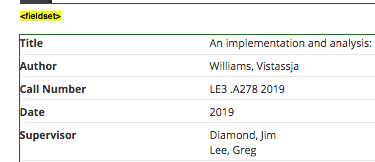 <fieldset>
Title An implementation and analysis:
Author Williams, Vistassja
Call Number LE3 .A278 2019
Date 2019
Supervisor Diamond, Jim
Lee, Greg